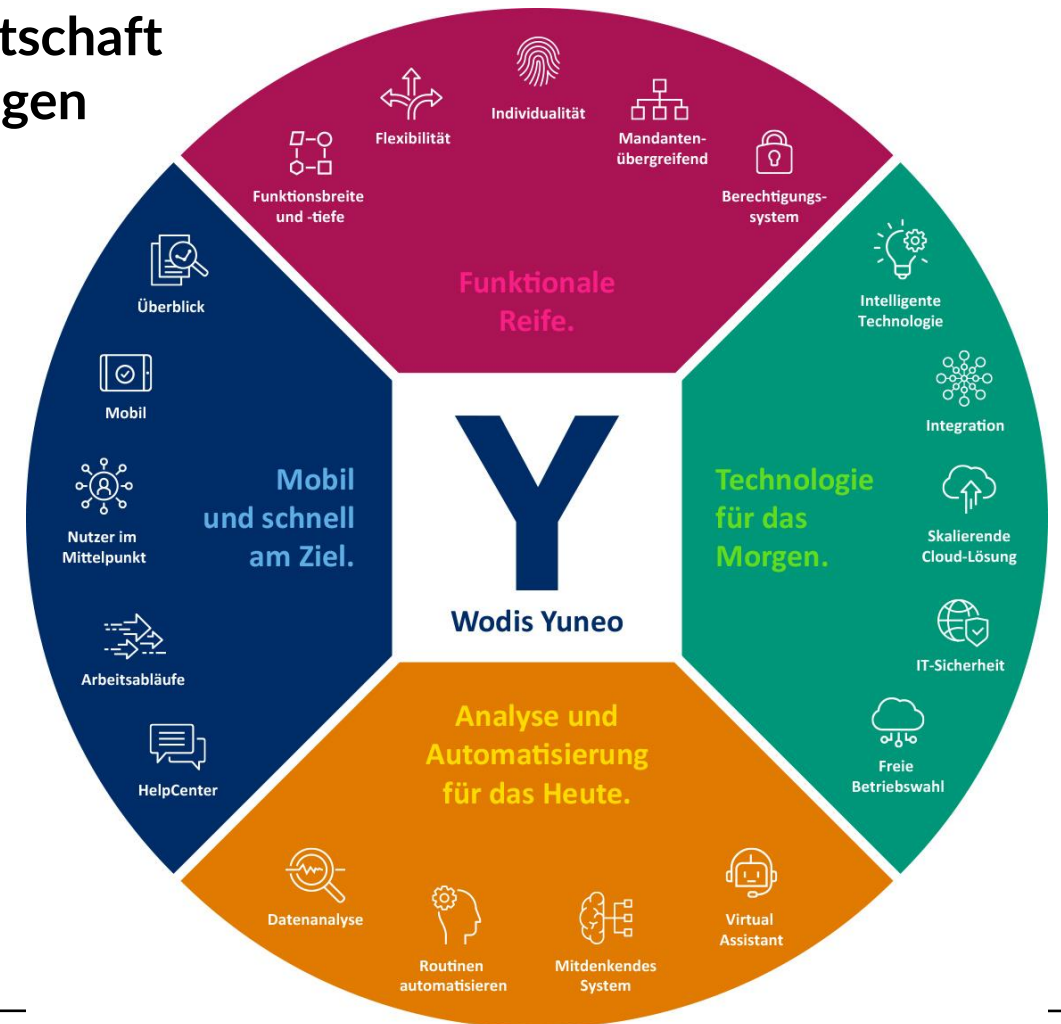 tschaft
gen
Individualität
Flexibilität
Mandanten-
übergreifend
Funktionsbreite
und -tiefe
Berechtigungs-
system
Funktionale
Reife.
Überblick
Mobil
Nutzer im
Mittelpunkt
Arbeitsabläufe
HelpCenter
Mobil
und schnell
am Ziel.
Y
Wodis Yuneo
Technologie
für das
Morgen.
Intelligente
Technologie
Integration
Skalierende
Cloud-Lösung
IT-Sicherheit
Freie
Betriebswahl
Analyse und
Automatisierung
für das Heute.
Datenanalyse
Routinen
automatisieren
Mitdenkendes
System
Virtual
Assistant